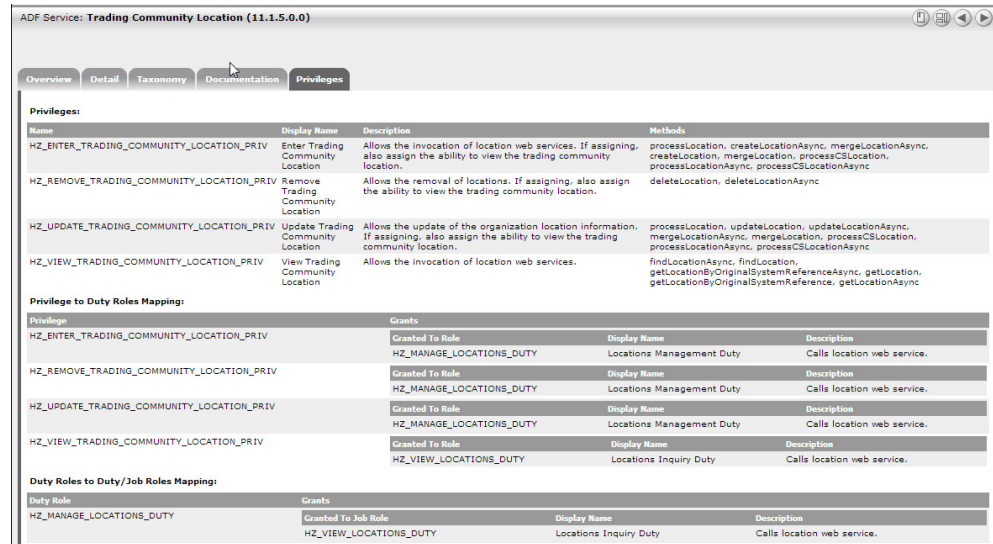 ADF Service: Trading Community Location (11.1.5.0.0)
Overview Detail Taxonomy Documentation Privileges
Privileges:
Name Display Name Description Methods
HZ_ENTER_TRADING_COMMUNITY_LOCATION_PRIV Enter Trading Allows the invocation of location web services. If assigning, processLocation, createLocationAsync, mergeLocationAsync,
Community also assign the ability to view the trading community createLocation, mergeLocation, processCSLocation,
Location location. processLocationAsync, processCSLocationAsync
HZ_REMOVE_TRADING_COMMUNITY_LOCATION_PRIV Remove Allows the removal of locations. If assigning, also assign deleteLocation, deleteLocationAsync
Trading the ability to view the trading community location.
Community
Location
HZ_UPDATE_TRADING_COMMUNITY_LOCATION_PRIV Update Trading Allows the update of the organization location information. processLocation, updateLocation, updateLocationAsync,
Community If assigning, also assign the ability to view the trading mergeLocationAsync, mergeLocation, processCSLocation,
Location community location. processLocationAsync, processCSLocationAsync
HZ_VIEW_TRADING_COMMUNITY_LOCATION_PRIV View Trading Allows the invocation of location web services. findLocationAsync, findLocation,
Community getLocationByOriginalSystemReferenceAsync, getLocation,
Location getLocationByOriginalSystemReference, getLocationAsync
Privilege to Duty Roles Mapping:
Privilege Grants
HZ_ENTER_TRADING_COMMUNITY_LOCATION_PRIV Granted To Role Display Name Description
HZ_MANAGE_LOCATIONS_DUTY Locations Management Duty Calls location web service.
HZ_REMOVE_TRADING_COMMUNITY_LOCATION_PRIV Granted To Role Display Name Description
HZ_MANAGE_LOCATIONS_DUTY Locations Management Duty Calls location web service.
HZ_UPDATE_TRADING_COMMUNITY_LOCATION_PRIV Granted To Role Display Name Description
HZ_MANAGE_LOCATIONS_DUTY Locations Management Duty Calls location web service.
HZ_VIEW_TRADING_COMMUNITY_LOCATION_PRIV Granted To Role Display Name Description
HZ_VIEW_LOCATIONS_DUTY Locations Inquiry Duty Calls location web service.
Duty Roles to Duty/Job Roles Mapping:
Duty Role Grants
HZ_MANAGE_LOCATIONS_DUTY Granted To Job Role Display Name Description
HZ_VIEW_LOCATIONS_DUTY Locations Inquiry Duty Calls location web service.